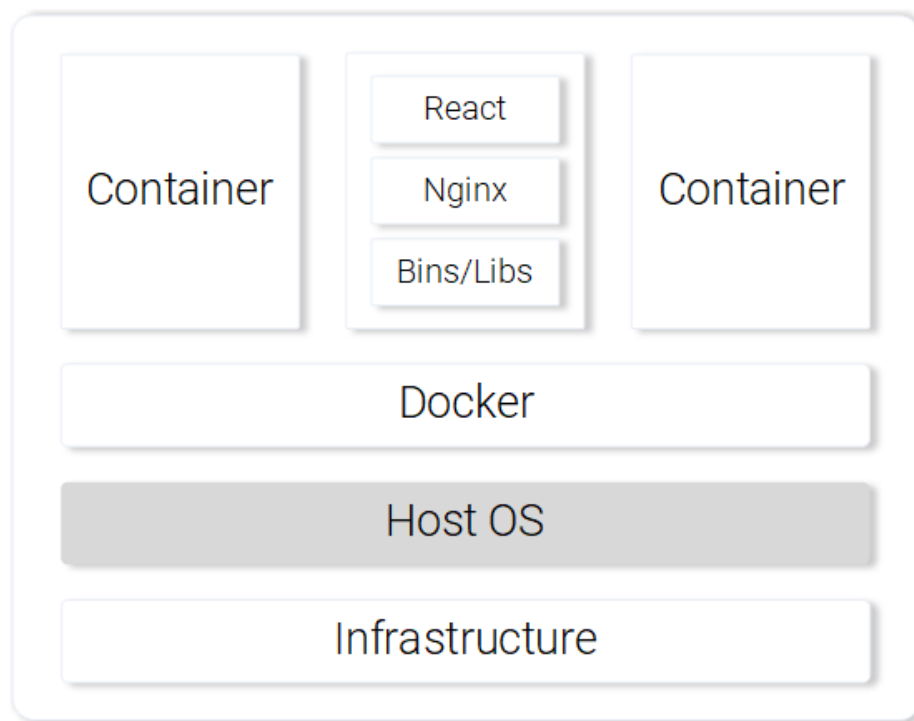 Container
React
Nginx
Bins/Libs
Container
Docker
Host OS
Infrastructure